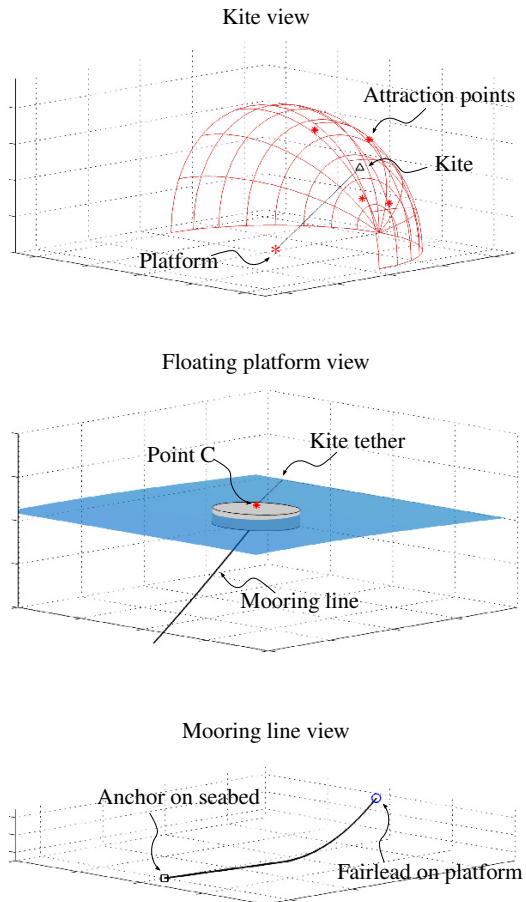 Kite view
Attraction points
Kite
Platform
Floating platform view
Kite tether
Point C
Mooring line
Mooring line view
Anchor on seabed
Fairlead on platform